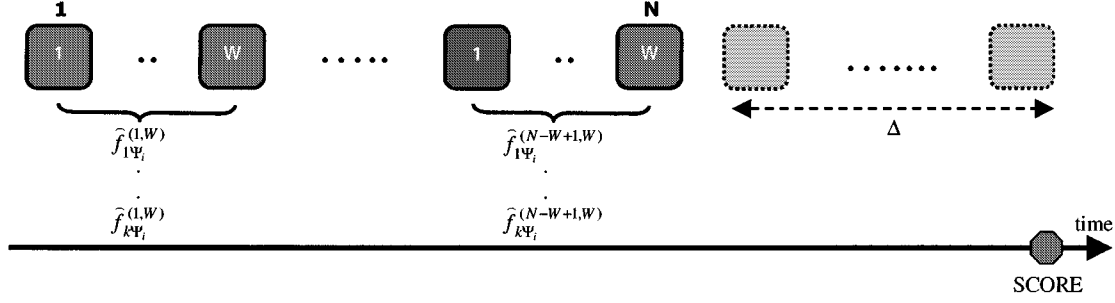 1 N
1 .. W ..... 1 .. W .......
Δ
f̂_{1Ψ_i}^{(1,W)} f̂_{1Ψ_i}^{(N−W+1,W)}
. .
. .
f̂_{kΨ_i}^{(1,W)} f̂_{kΨ_i}^{(N−W+1,W)}
time
SCORE